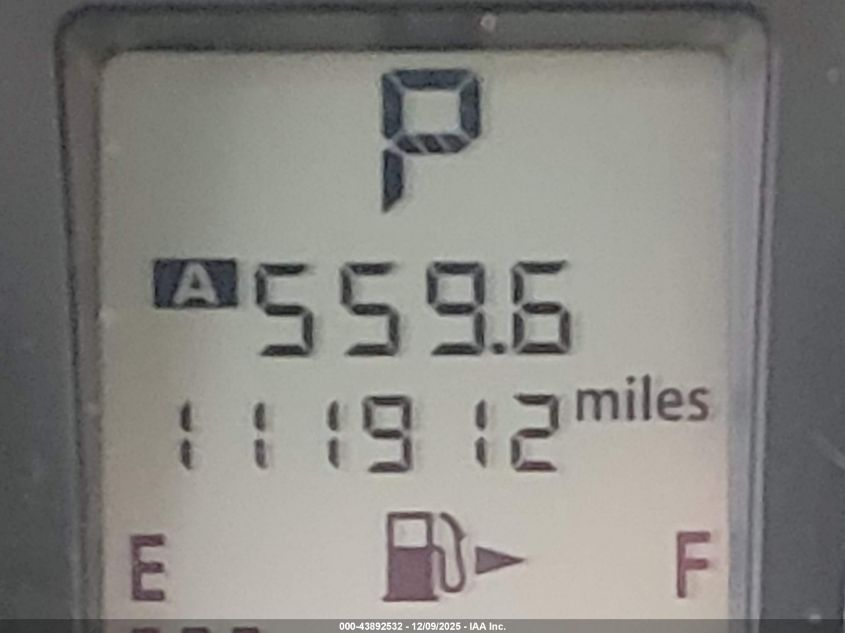 P
A 559.6
111912 miles
E F
000-43892532 - 12/09/2025 - IAA Inc.